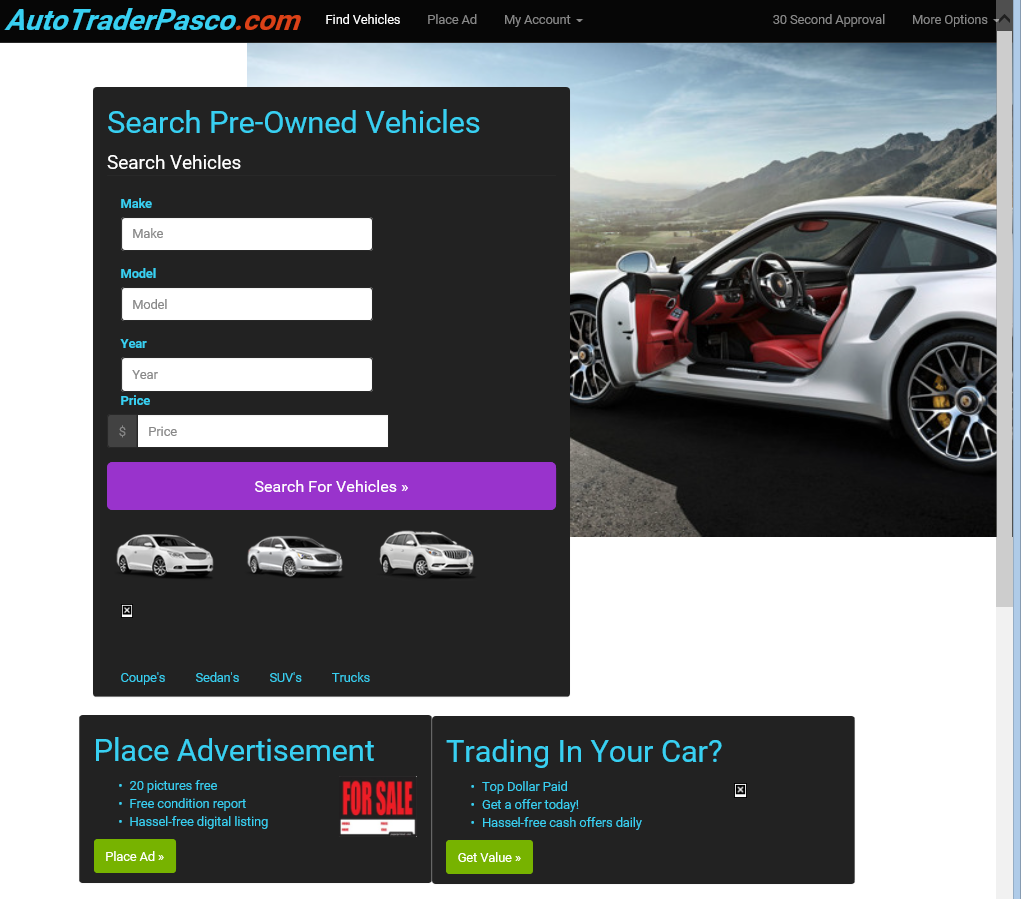 AutoTraderPasco.com Find Vehicles Place Ad My Account 30 Second Approval More Options
Search Pre-Owned Vehicles
Search Vehicles
Make
Make
Model
Model
Year
Year
Price
$ Price
Search For Vehicles »
Coupe's Sedan's SUV's Trucks
Place Advertisement
• 20 pictures free
• Free condition report
• Hassel-free digital listing
FOR SALE
Place Ad »
Trading In Your Car?
• Top Dollar Paid
• Get a offer today!
• Hassel-free cash offers daily
Get Value »